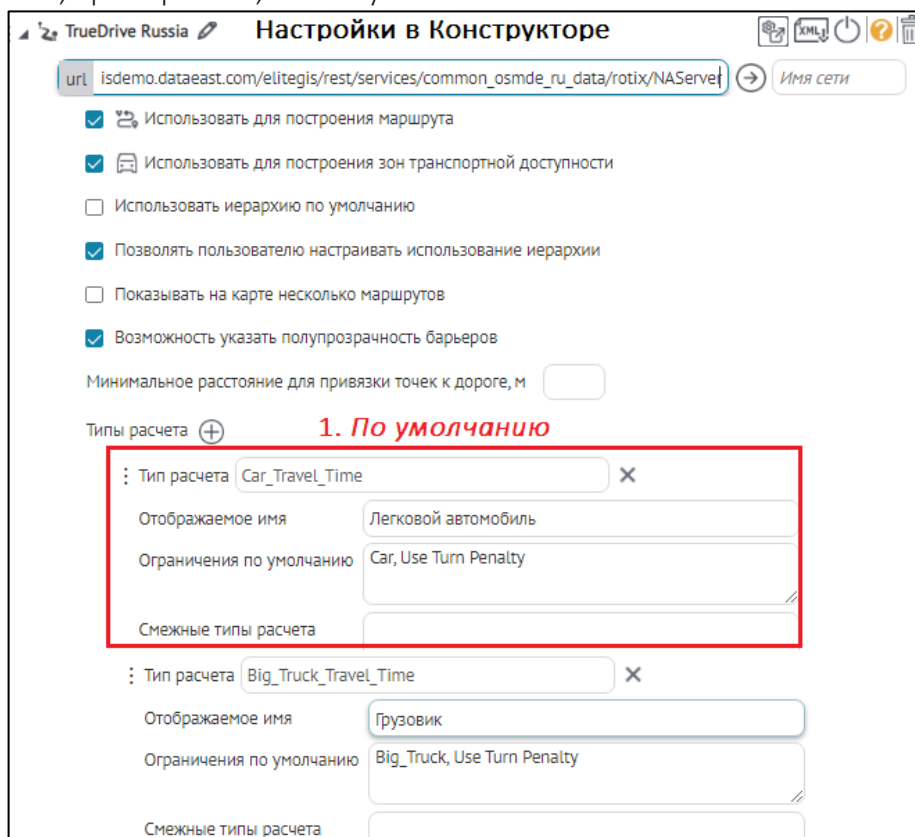 TrueDrive Russia Настройки в Конструкторе XML ?
url isdemo.dataeast.com/elitegis/rest/services/common_osmde_ru_data/rotix/NAServer Имя сети
Использовать для построения маршрута
Использовать для построения зон транспортной доступности
Использовать иерархию по умолчанию
Позволять пользователю настраивать использование иерархии
Показывать на карте несколько маршрутов
Возможность указать полупрозрачность барьеров
Минимальное расстояние для привязки точек к дороге, м
Типы расчета 1. По умолчанию
Тип расчета Car_Travel_Time
Отображаемое имя Легковой автомобиль
Ограничения по умолчанию Car, Use Turn Penalty
Смежные типы расчета
Тип расчета Big_Truck_Travel_Time
Отображаемое имя Грузовик
Ограничения по умолчанию Big_Truck, Use Turn Penalty
Смежные типы расчета